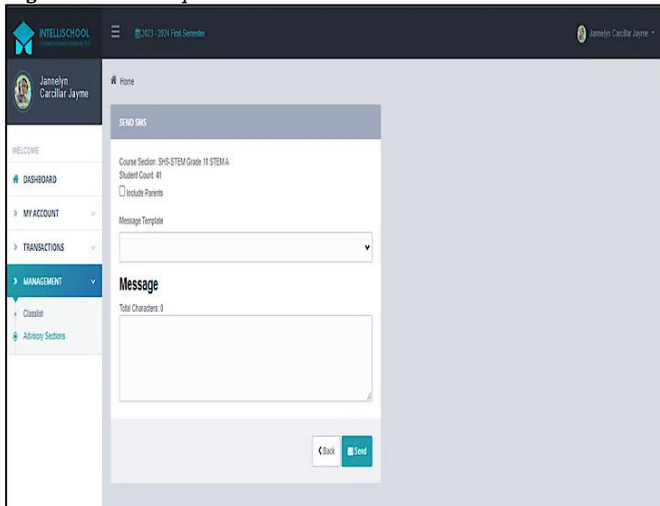 INTELLISCHOOL
2023 - 2024 First Semester
Jannelyn Carcillar Jayme
Jannelyn
Carcillar Jayme
WELCOME
DASHBOARD
MY ACCOUNT
TRANSACTIONS
MANAGEMENT
Classlist
Advisory Sections
Home
SEND SMS
Course Section: SHS-STEM Grade 11 STEM A
Student Count: 41
Include Parents
Message Template
Message
Total Characters: 0
Back
Send